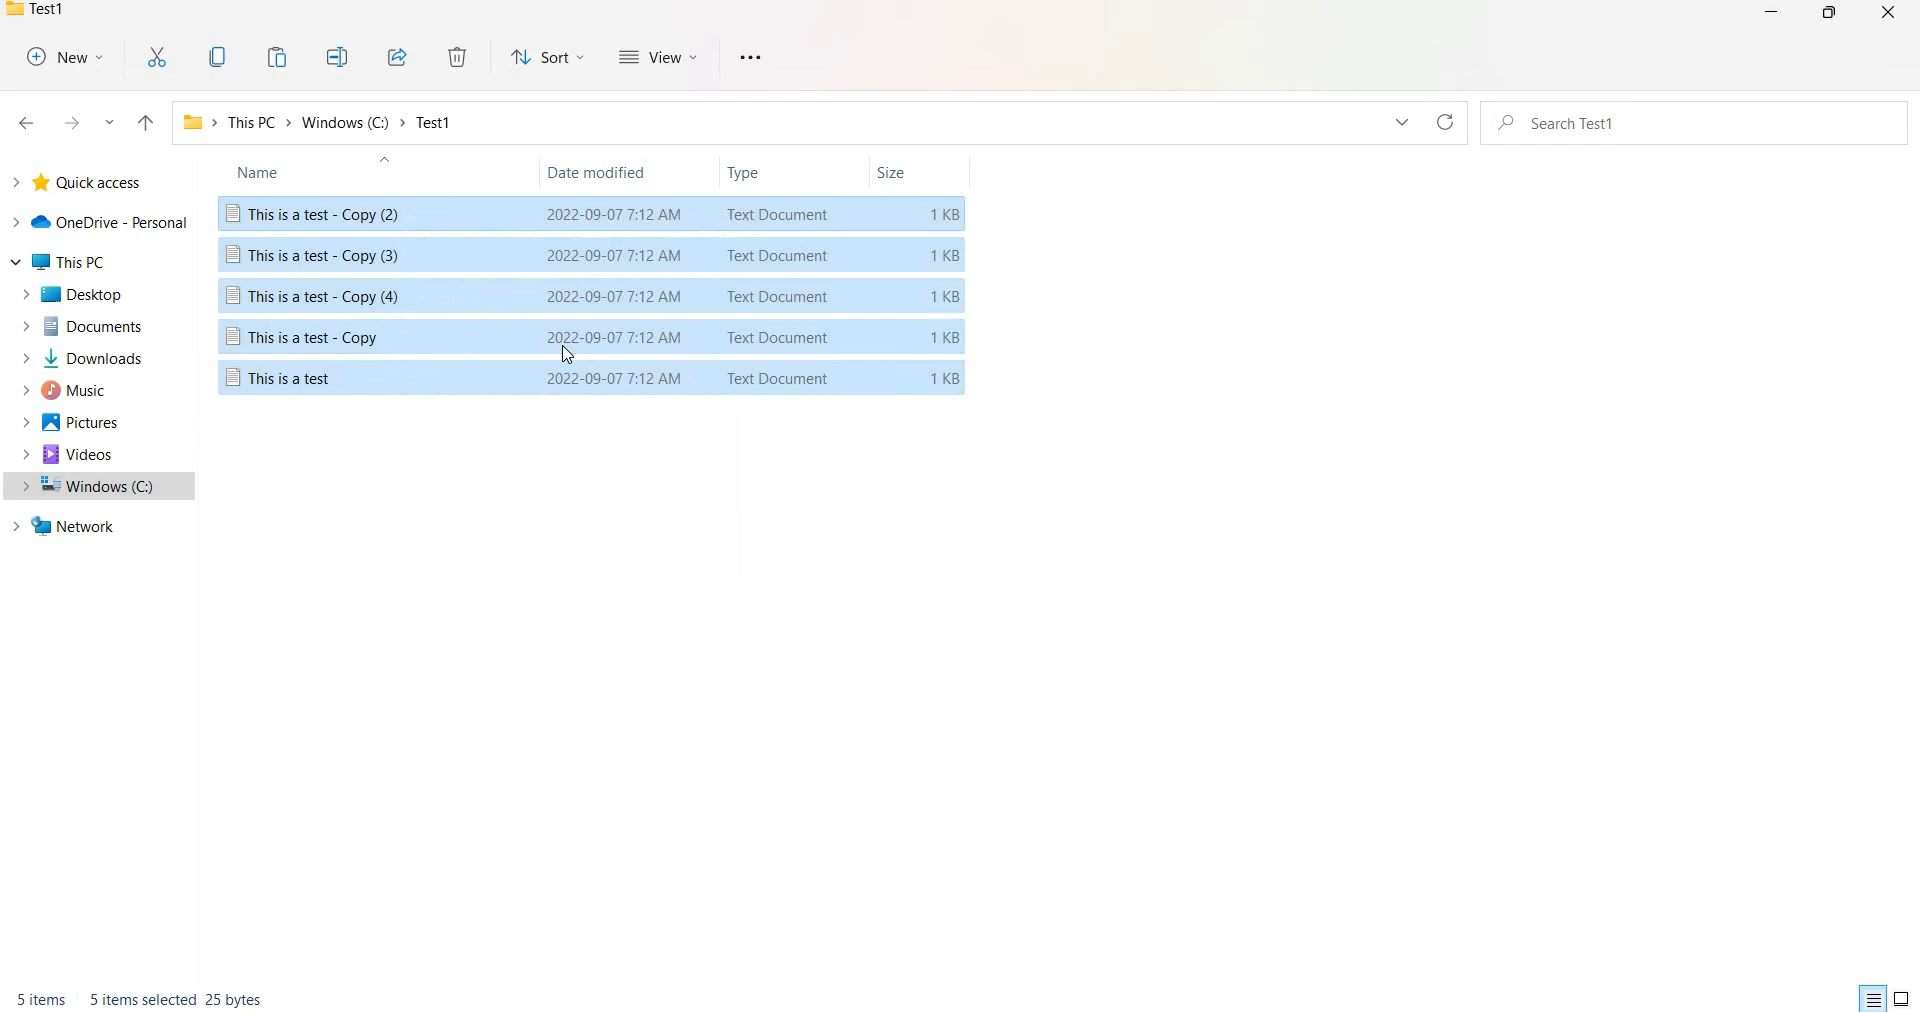 Test1
New
Sort
View
This PC > Windows (C:) > Test1
Search Test1
Name Date modified Type Size
This is a test - Copy (2) 2022-09-07 7:12 AM Text Document 1 KB
This is a test - Copy (3) 2022-09-07 7:12 AM Text Document 1 KB
This is a test - Copy (4) 2022-09-07 7:12 AM Text Document 1 KB
This is a test - Copy 2022-09-07 7:12 AM Text Document 1 KB
This is a test 2022-09-07 7:12 AM Text Document 1 KB
Quick access
OneDrive - Personal
This PC
Desktop
Documents
Downloads
Music
Pictures
Videos
Windows (C:)
Network
5 items 5 items selected 25 bytes